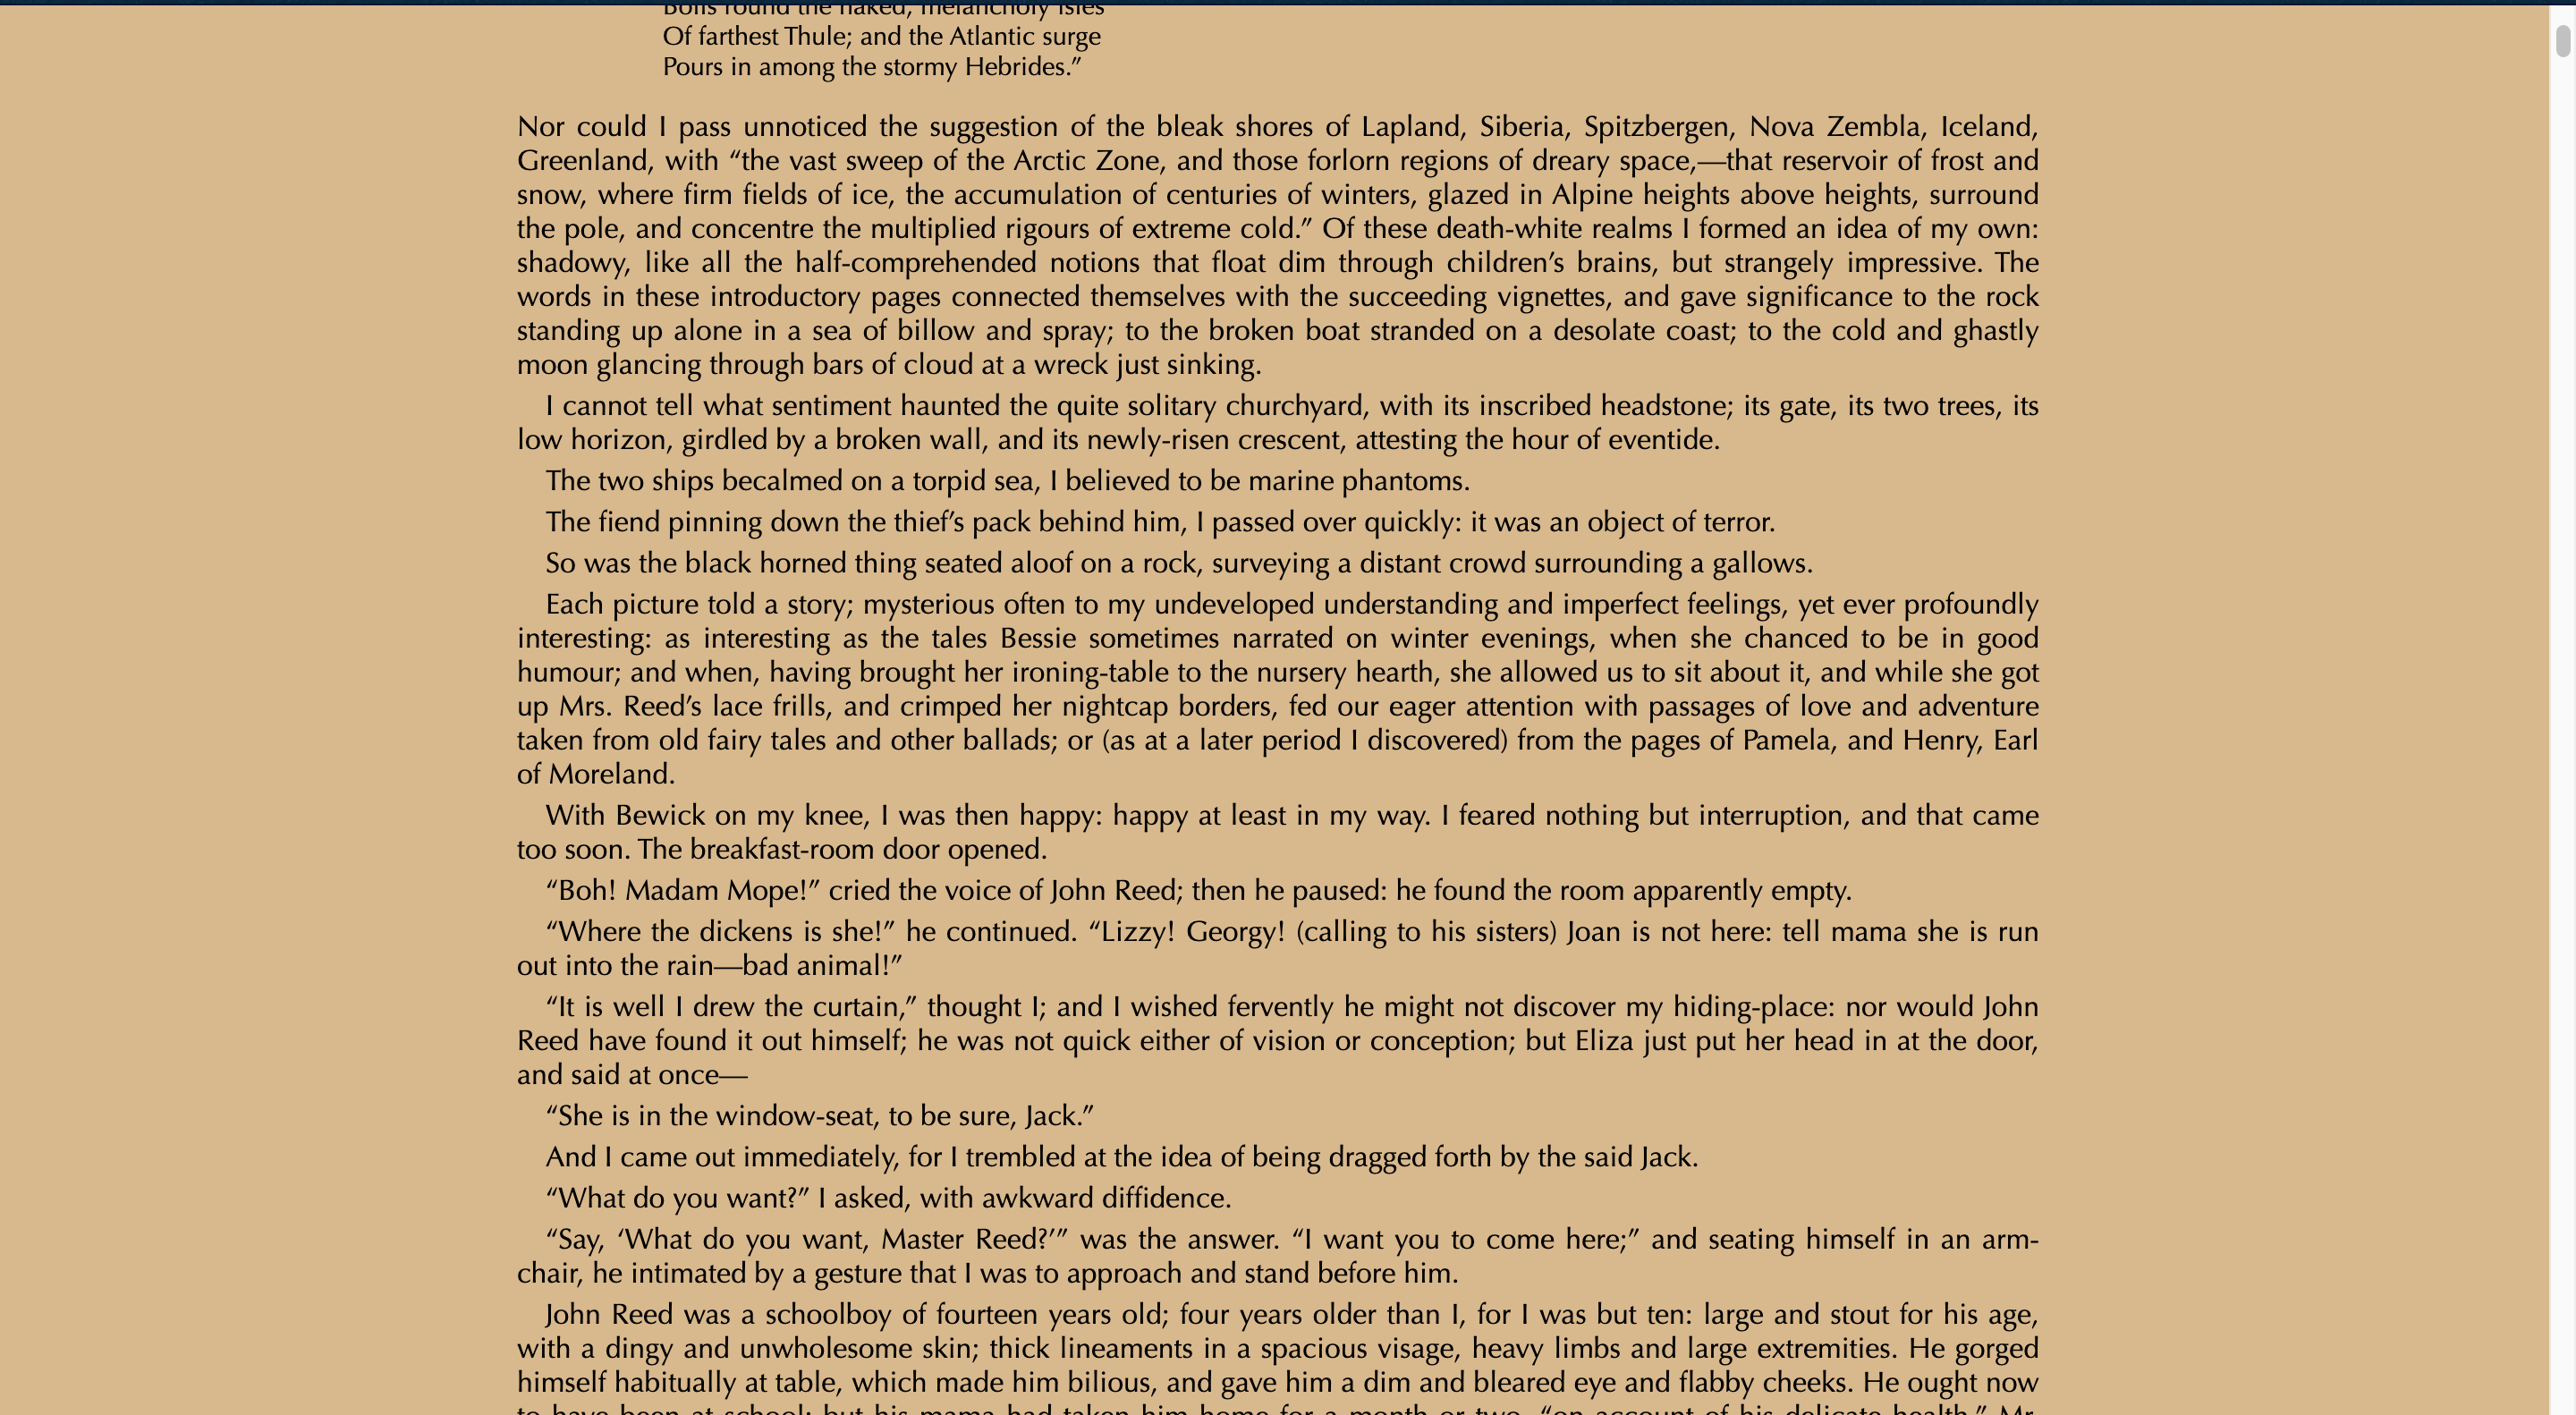 Boils round the naked, melancholy isles
Of farthest Thule; and the Atlantic surge
Pours in among the stormy Hebrides.”
Nor could I pass unnoticed the suggestion of the bleak shores of Lapland, Siberia, Spitzbergen, Nova Zembla, Iceland,
Greenland, with “the vast sweep of the Arctic Zone, and those forlorn regions of dreary space,—that reservoir of frost and
snow, where firm fields of ice, the accumulation of centuries of winters, glazed in Alpine heights above heights, surround
the pole, and concentre the multiplied rigours of extreme cold.” Of these death-white realms I formed an idea of my own:
shadowy, like all the half-comprehended notions that float dim through children’s brains, but strangely impressive. The
words in these introductory pages connected themselves with the succeeding vignettes, and gave significance to the rock
standing up alone in a sea of billow and spray; to the broken boat stranded on a desolate coast; to the cold and ghastly
moon glancing through bars of cloud at a wreck just sinking.
I cannot tell what sentiment haunted the quite solitary churchyard, with its inscribed headstone; its gate, its two trees, its
low horizon, girdled by a broken wall, and its newly-risen crescent, attesting the hour of eventide.
The two ships becalmed on a torpid sea, I believed to be marine phantoms.
The fiend pinning down the thief’s pack behind him, I passed over quickly: it was an object of terror.
So was the black horned thing seated aloof on a rock, surveying a distant crowd surrounding a gallows.
Each picture told a story; mysterious often to my undeveloped understanding and imperfect feelings, yet ever profoundly
interesting: as interesting as the tales Bessie sometimes narrated on winter evenings, when she chanced to be in good
humour; and when, having brought her ironing-table to the nursery hearth, she allowed us to sit about it, and while she got
up Mrs. Reed’s lace frills, and crimped her nightcap borders, fed our eager attention with passages of love and adventure
taken from old fairy tales and other ballads; or (as at a later period I discovered) from the pages of Pamela, and Henry, Earl
of Moreland.
With Bewick on my knee, I was then happy: happy at least in my way. I feared nothing but interruption, and that came
too soon. The breakfast-room door opened.
“Boh! Madam Mope!” cried the voice of John Reed; then he paused: he found the room apparently empty.
“Where the dickens is she!” he continued. “Lizzy! Georgy! (calling to his sisters) Joan is not here: tell mama she is run
out into the rain—bad animal!”
“It is well I drew the curtain,” thought I; and I wished fervently he might not discover my hiding-place: nor would John
Reed have found it out himself; he was not quick either of vision or conception; but Eliza just put her head in at the door,
and said at once—
“She is in the window-seat, to be sure, Jack.”
And I came out immediately, for I trembled at the idea of being dragged forth by the said Jack.
“What do you want?” I asked, with awkward diffidence.
“Say, ‘What do you want, Master Reed?’” was the answer. “I want you to come here;” and seating himself in an arm-
chair, he intimated by a gesture that I was to approach and stand before him.
John Reed was a schoolboy of fourteen years old; four years older than I, for I was but ten: large and stout for his age,
with a dingy and unwholesome skin; thick lineaments in a spacious visage, heavy limbs and large extremities. He gorged
himself habitually at table, which made him bilious, and gave him a dim and bleared eye and flabby cheeks. He ought now
to have been at school; but his mama had taken him home for a month or two, “on account of his delicate health.” Mr.